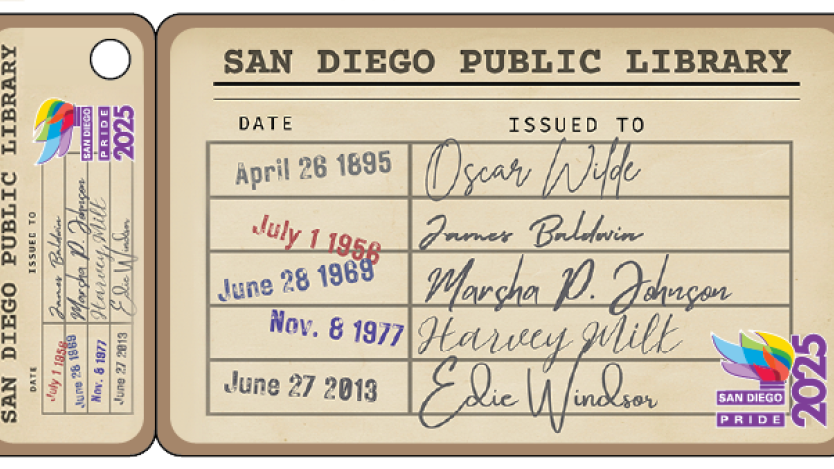 SAN DIEGO PUBLIC LIBRARY
DATE ISSUED TO
James Baldwin
Marsha P. Johnson
Harvey Milk
Edie Windsor
July 1 1956
June 28 1969
Nov. 8 1977
June 27 2013
SAN DIEGO
PRIDE
2025
SAN DIEGO PUBLIC LIBRARY
DATE ISSUED TO
April 26 1895 Oscar Wilde
July 1 1956 James Baldwin
June 28 1969 Marsha P. Johnson
Nov. 8 1977 Harvey Milk
June 27 2013 Edie Windsor
SAN DIEGO
PRIDE
2025